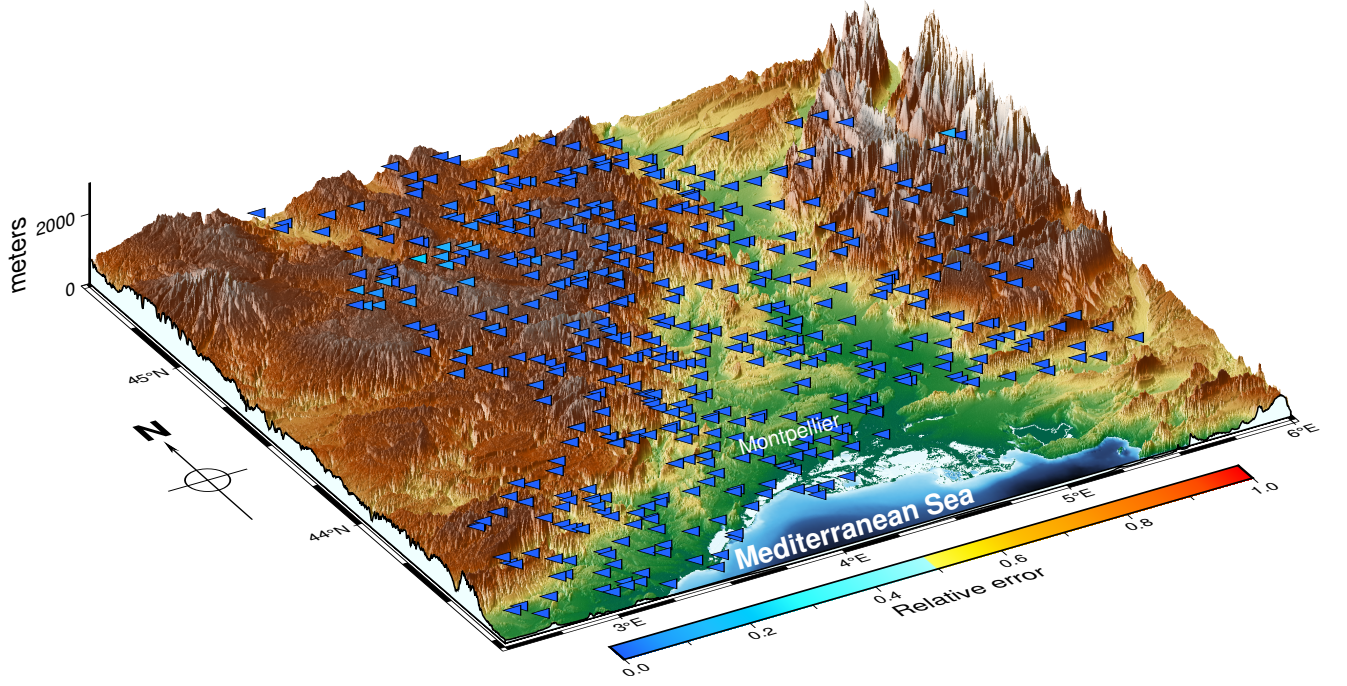 meters
2000
0
45°N
N
44°N
Montpellier
Mediterranean Sea
3°E
4°E
5°E
6°E
0.0
0.2
0.4
0.6
0.8
1.0
Relative error